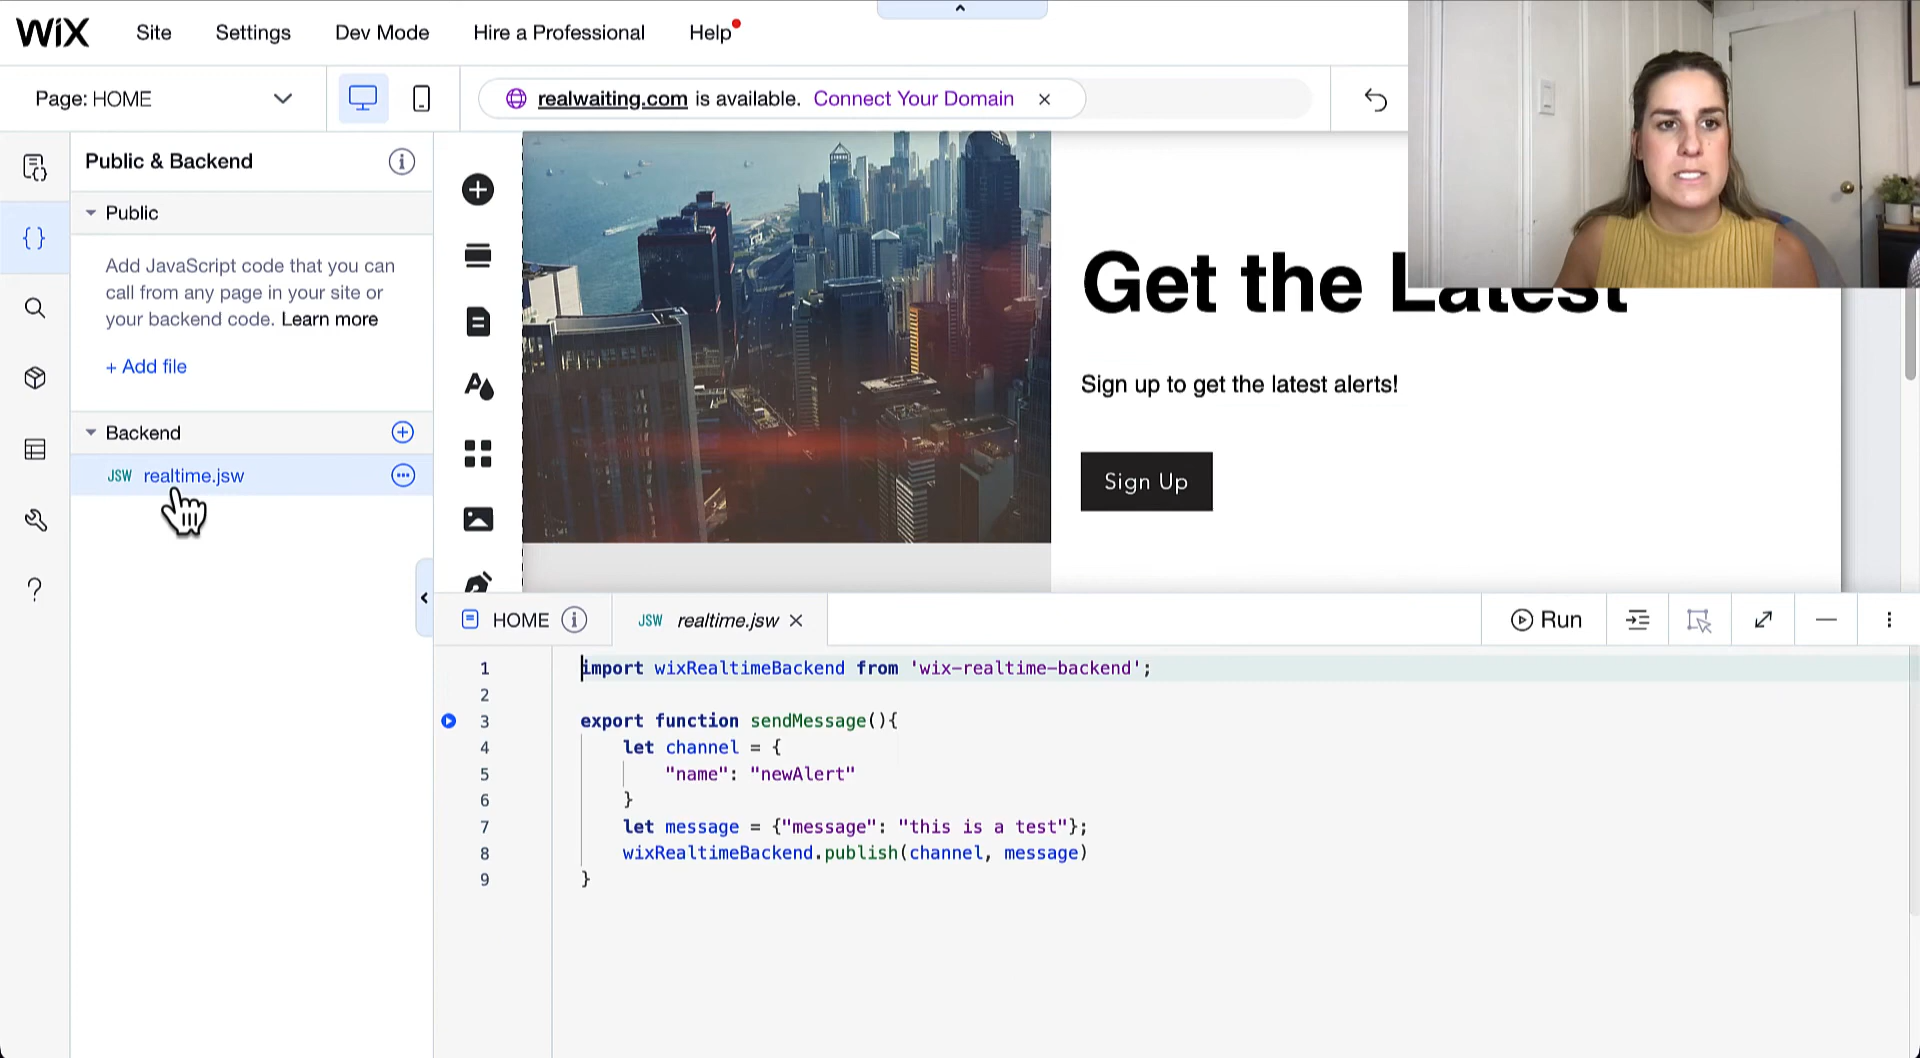 WiX
Site
Settings
Dev Mode
Hire a Professional
Help
Page: HOME
realwaiting.com is available. Connect Your Domain
Public & Backend
Public
Add JavaScript code that you can
call from any page in your site or
your backend code. Learn more
+ Add file
Backend
JSW realtime.jsw
Get the Latest
Sign up to get the latest alerts!
Sign Up
HOME
JSW realtime.jsw
Run
1 import wixRealtimeBackend from 'wix-realtime-backend';
2
3 export function sendMessage(){
4 let channel = {
5 "name": "newAlert"
6 }
7 let message = {"message": "this is a test"};
8 wixRealtimeBackend.publish(channel, message)
9 }